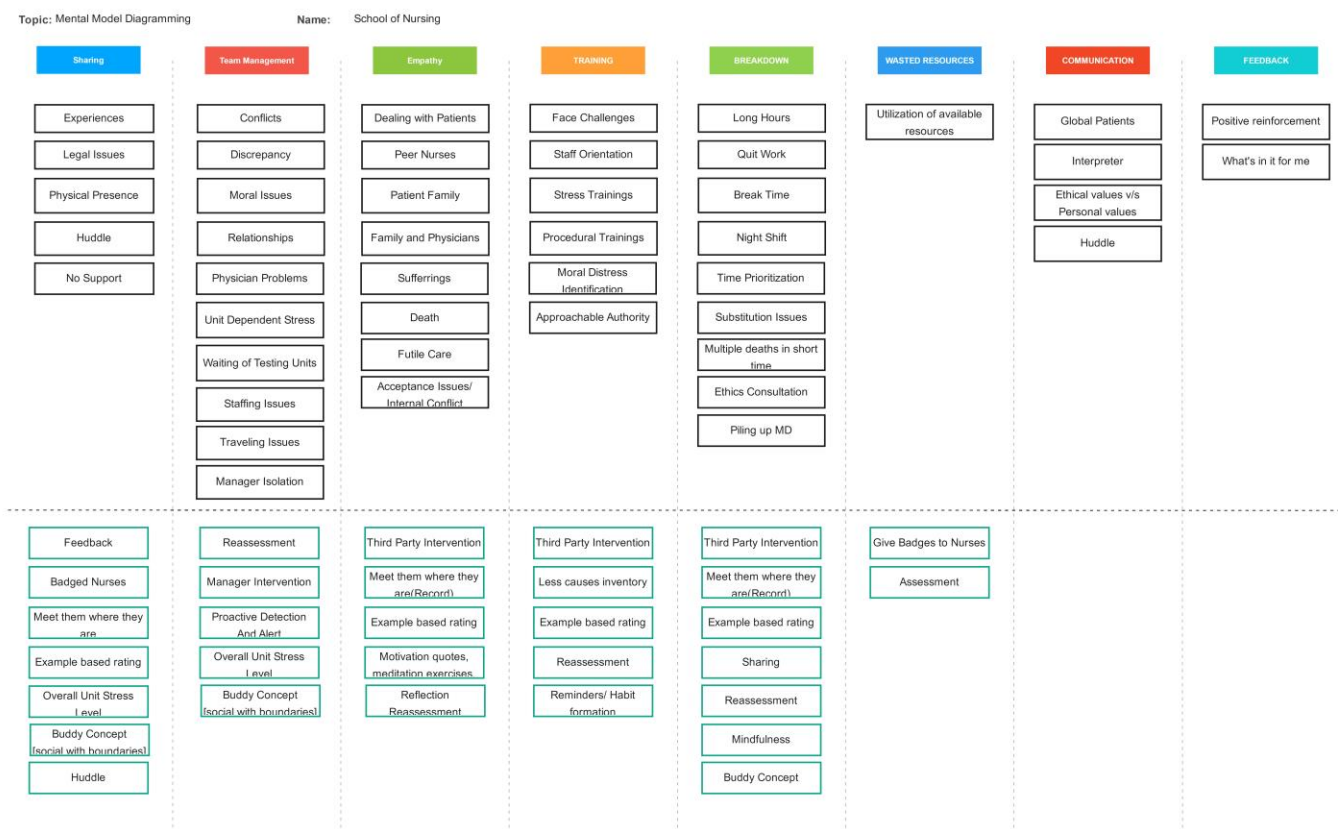 Topic: Mental Model Diagramming
Name: School of Nursing
Sharing
Experiences
Legal Issues
Physical Presence
Huddle
No Support
Team Management
Conflicts
Discrepancy
Moral Issues
Relationships
Physician Problems
Unit Dependent Stress
Waiting of Testing Units
Staffing Issues
Traveling Issues
Manager Isolation
Empathy
Dealing with Patients
Peer Nurses
Patient Family
Family and Physicians
Sufferrings
Death
Futile Care
Acceptance Issues/
Internal Conflict
TRAINING
Face Challenges
Staff Orientation
Stress Trainings
Procedural Trainings
Moral Distress
Identification
Approachable Authority
BREAKDOWN
Long Hours
Quit Work
Break Time
Night Shift
Time Prioritization
Substitution Issues
Multiple deaths in short
time
Ethics Consultation
Piling up MD
WASTED RESOURCES
Utilization of available
resources
COMMUNICATION
Global Patients
Interpreter
Ethical values v/s
Personal values
Huddle
FEEDBACK
Positive reinforcement
What's in it for me
Feedback
Badged Nurses
Meet them where they
are
Example based rating
Overall Unit Stress
Level
Buddy Concept
[social with boundaries]
Huddle
Reassessment
Manager Intervention
Proactive Detection
And Alert
Overall Unit Stress
Level
Buddy Concept
[social with boundaries]
Third Party Intervention
Meet them where they
are(Record)
Example based rating
Motivation quotes,
meditation exercises
Reflection
Reassessment
Third Party Intervention
Less causes inventory
Example based rating
Reassessment
Reminders/ Habit
formation
Third Party Intervention
Meet them where they
are(Record)
Example based rating
Sharing
Reassessment
Mindfulness
Buddy Concept
Give Badges to Nurses
Assessment